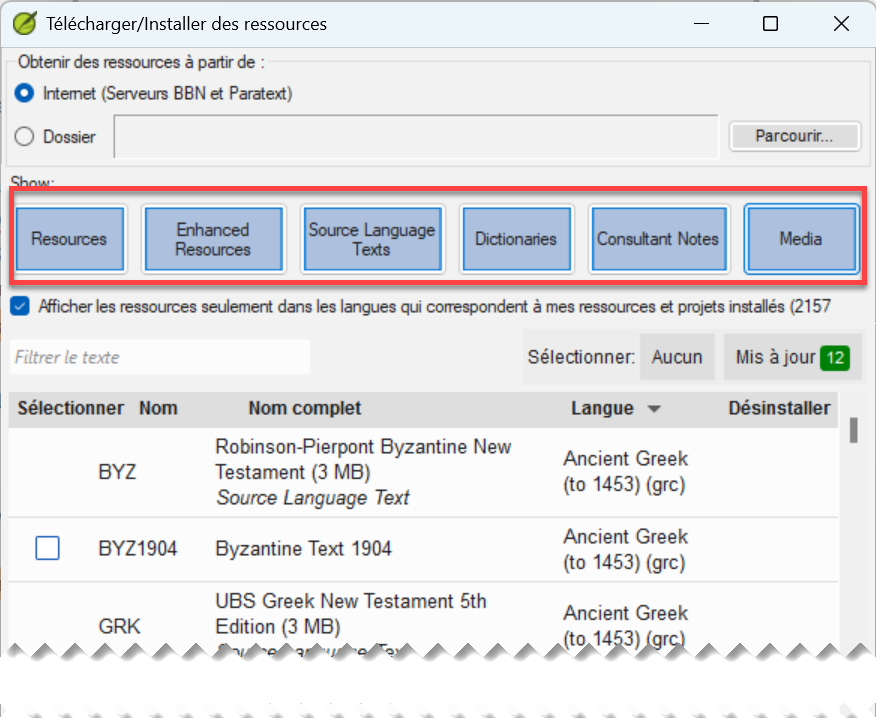 Télécharger/Installer des ressources
Obtenir des ressources à partir de :
Internet (Serveurs BBN et Paratext)
Dossier
Parcourir...
Show:
Resources
Enhanced
Resources
Source Language
Texts
Dictionaries
Consultant Notes
Media
Afficher les ressources seulement dans les langues qui correspondent à mes ressources et projets installés (2157
Filtrer le texte
Sélectionner: Aucun Mis à jour 12
Sélectionner Nom Nom complet Langue Désinstaller
BYZ
Robinson-Pierpont Byzantine New
Testament (3 MB)
Source Language Text
Ancient Greek
(to 1453) (grc)
BYZ1904
Byzantine Text 1904
Ancient Greek
(to 1453) (grc)
GRK
UBS Greek New Testament 5th
Edition (3 MB)
Source Language Tex
Ancient Greek
(to 1453) (grc)